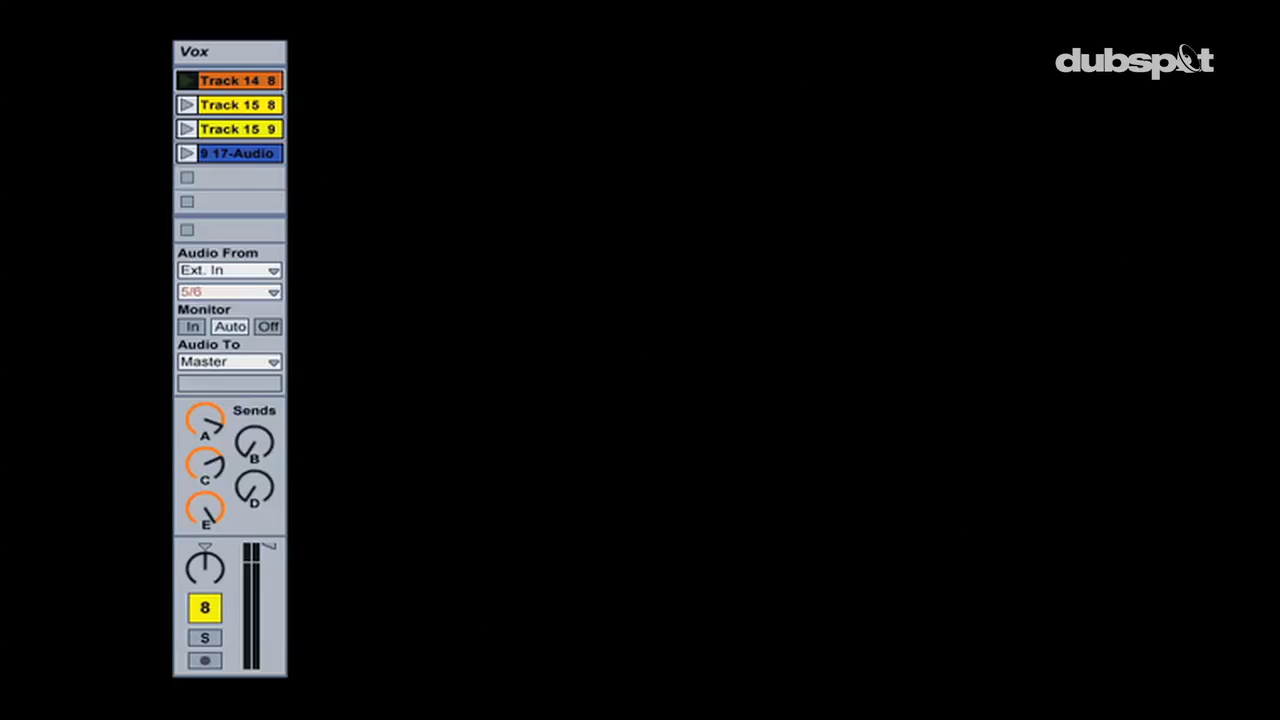 Vox
dubspot
Track 14 8
Track 15 8
Track 15 9
9 17-Audio
Audio From
Ext. In
5/6
Monitor
In Auto Off
Audio To
Master
Sends
A
B
C
D
E
8
S